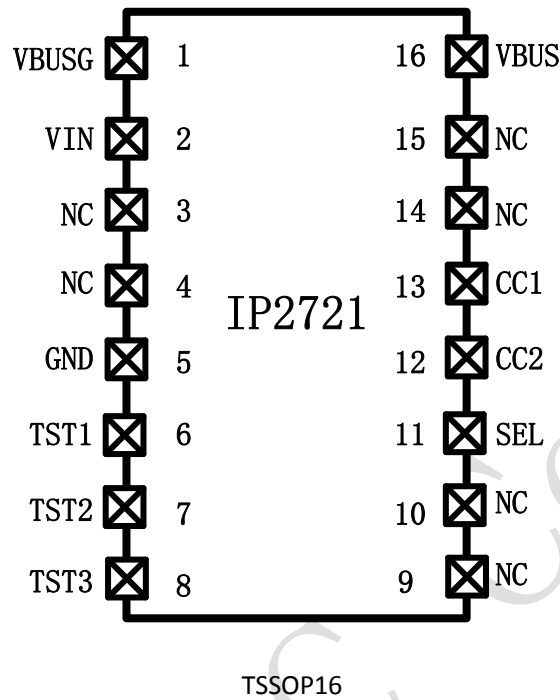 VBUSG 1 16 VBUS
VIN 2 15 NC
NC 3 14 NC
NC 4 13 CC1
IP2721
GND 5 12 CC2
TST1 6 11 SEL
TST2 7 10 NC
TST3 8 9 NC
TSSOP16